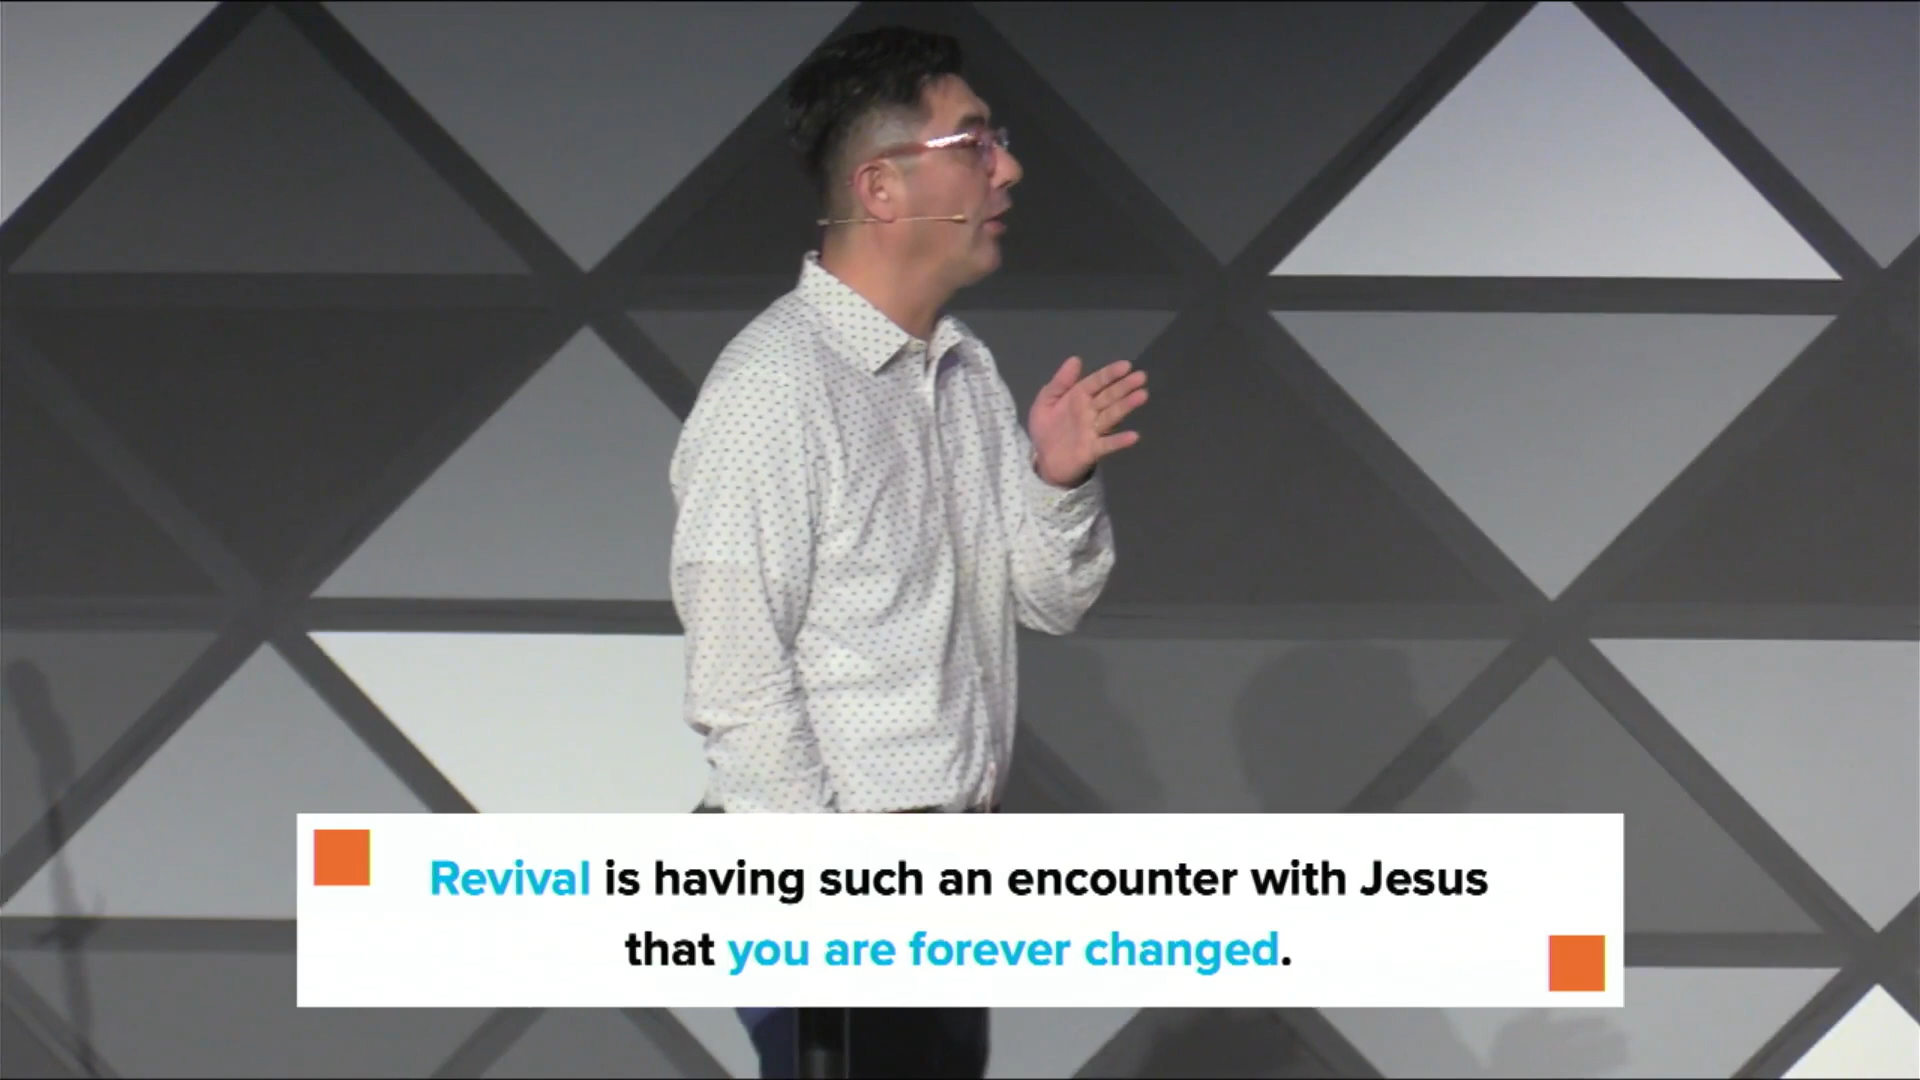 Revival is having such an encounter with Jesus
that you are forever changed.